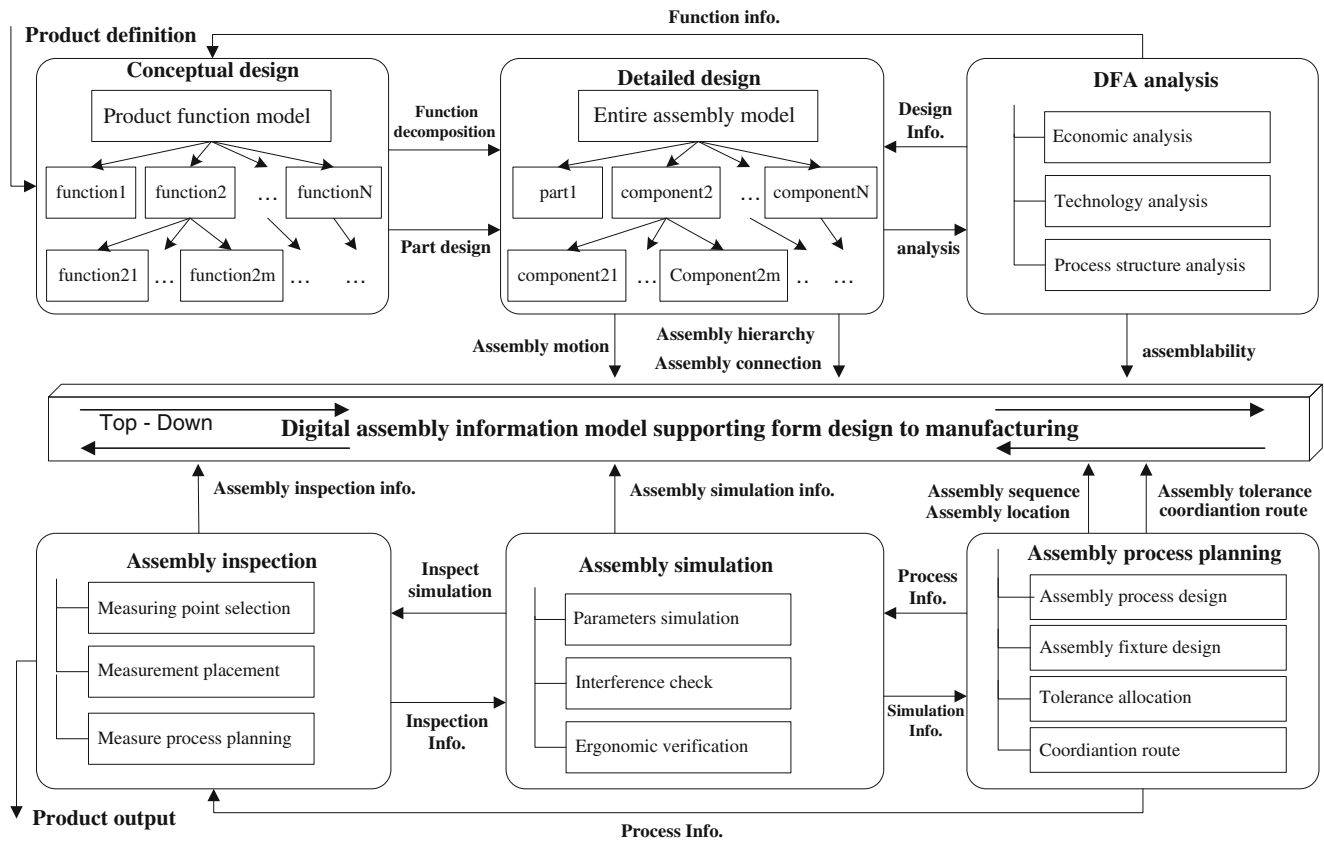 Function info.
Product definition
Conceptual design
Product function model
function1
function2
…
functionN
function21
…
function2m
…
…
Function
decomposition
Part design
Detailed design
Entire assembly model
part1
component2
…
componentN
component21
…
Component2m
..
…
Design
Info.
analysis
DFA analysis
Economic analysis
Technology analysis
Process structure analysis
Assembly motion
Assembly hierarchy
Assembly connection
assemblability
Top - Down
Digital assembly information model supporting form design to manufacturing
Assembly inspection info.
Assembly simulation info.
Assembly sequence
Assembly location
Assembly tolerance
coordiantion route
Assembly inspection
Measuring point selection
Measurement placement
Measure process planning
Inspect
simulation
Inspection
Info.
Assembly simulation
Parameters simulation
Interference check
Ergonomic verification
Process
Info.
Simulation
Info.
Assembly process planning
Assembly process design
Assembly fixture design
Tolerance allocation
Coordiantion route
Product output
Process Info.